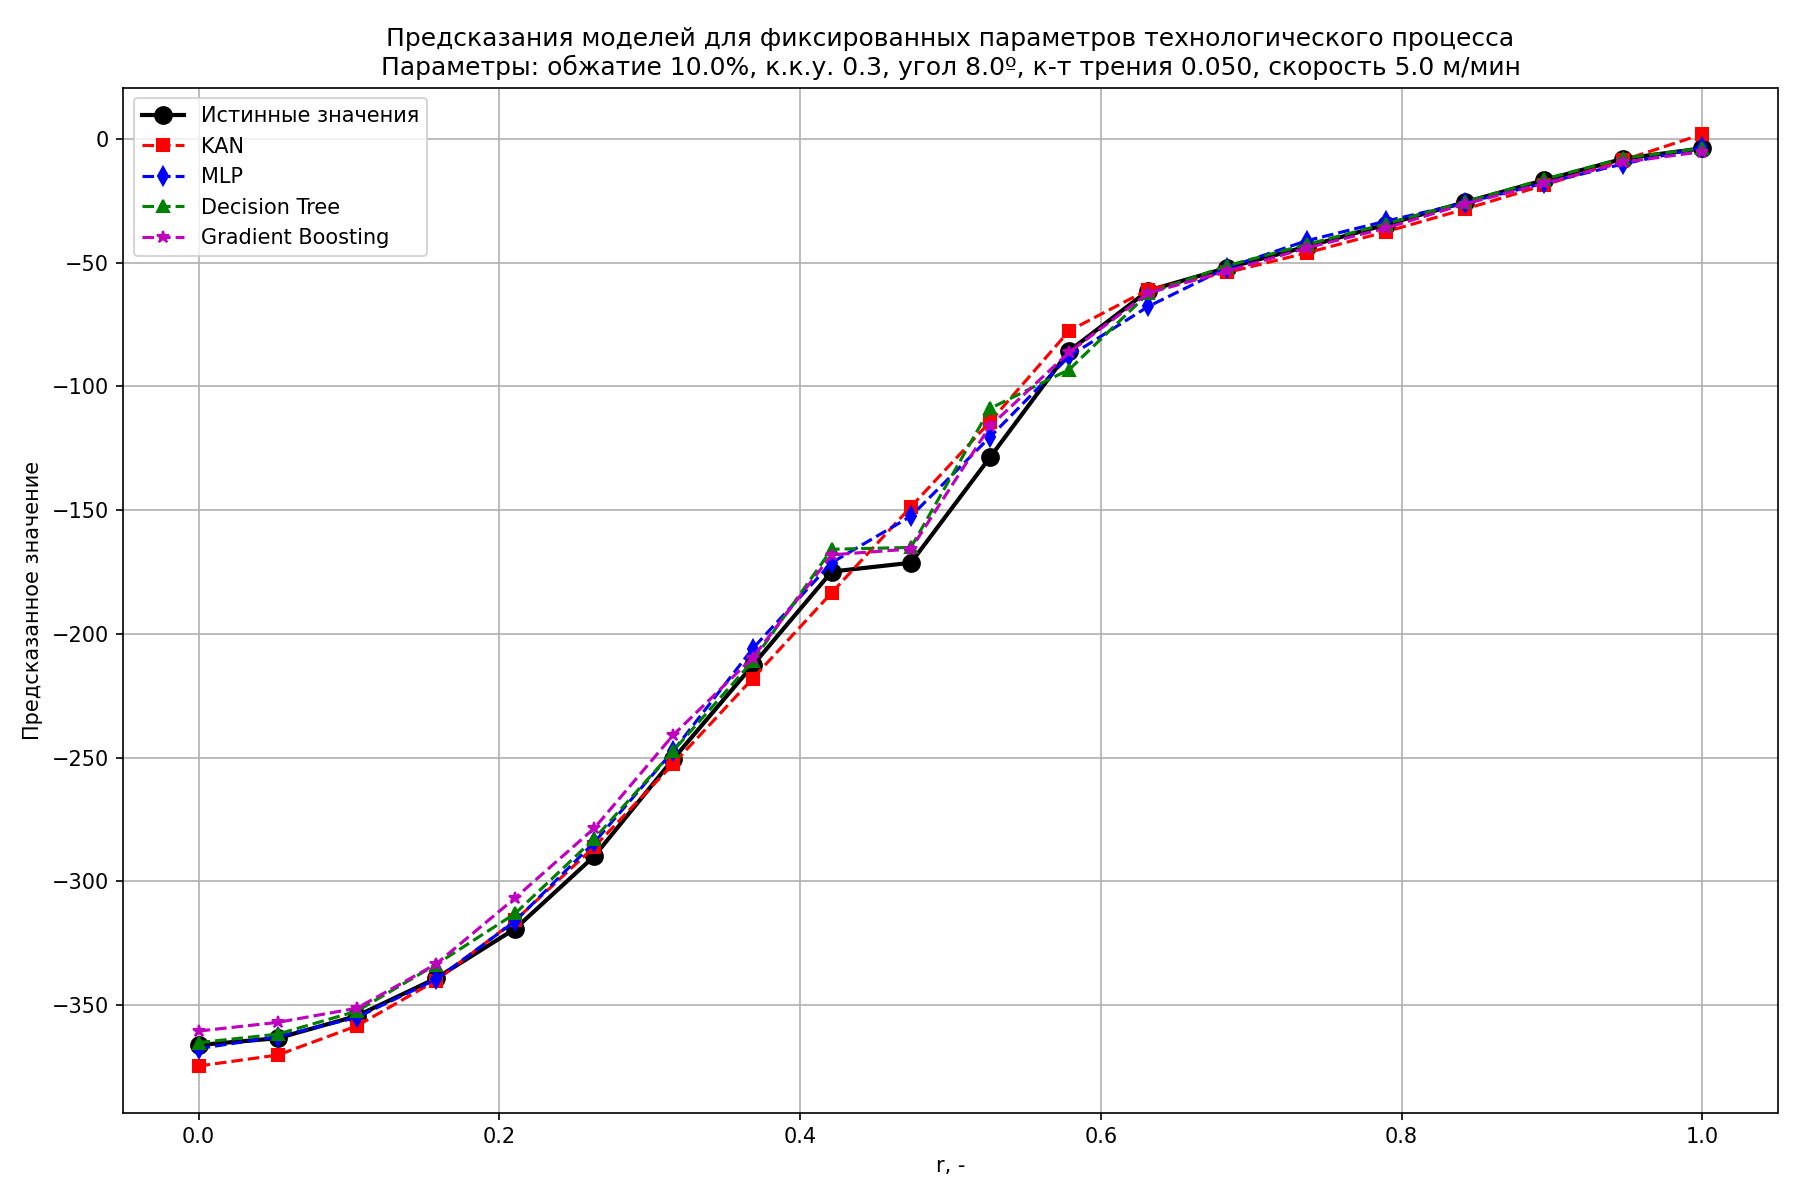 Предсказания моделей для фиксированных параметров технологического процесса
Параметры: обжатие 10.0%, к.к.у. 0.3, угол 8.0º, к-т трения 0.050, скорость 5.0 м/мин
Истинные значения
KAN
MLP
Decision Tree
Gradient Boosting
Предсказанное значение
0
−50
−100
−150
−200
−250
−300
−350
0.0
0.2
0.4
0.6
0.8
1.0
r, -